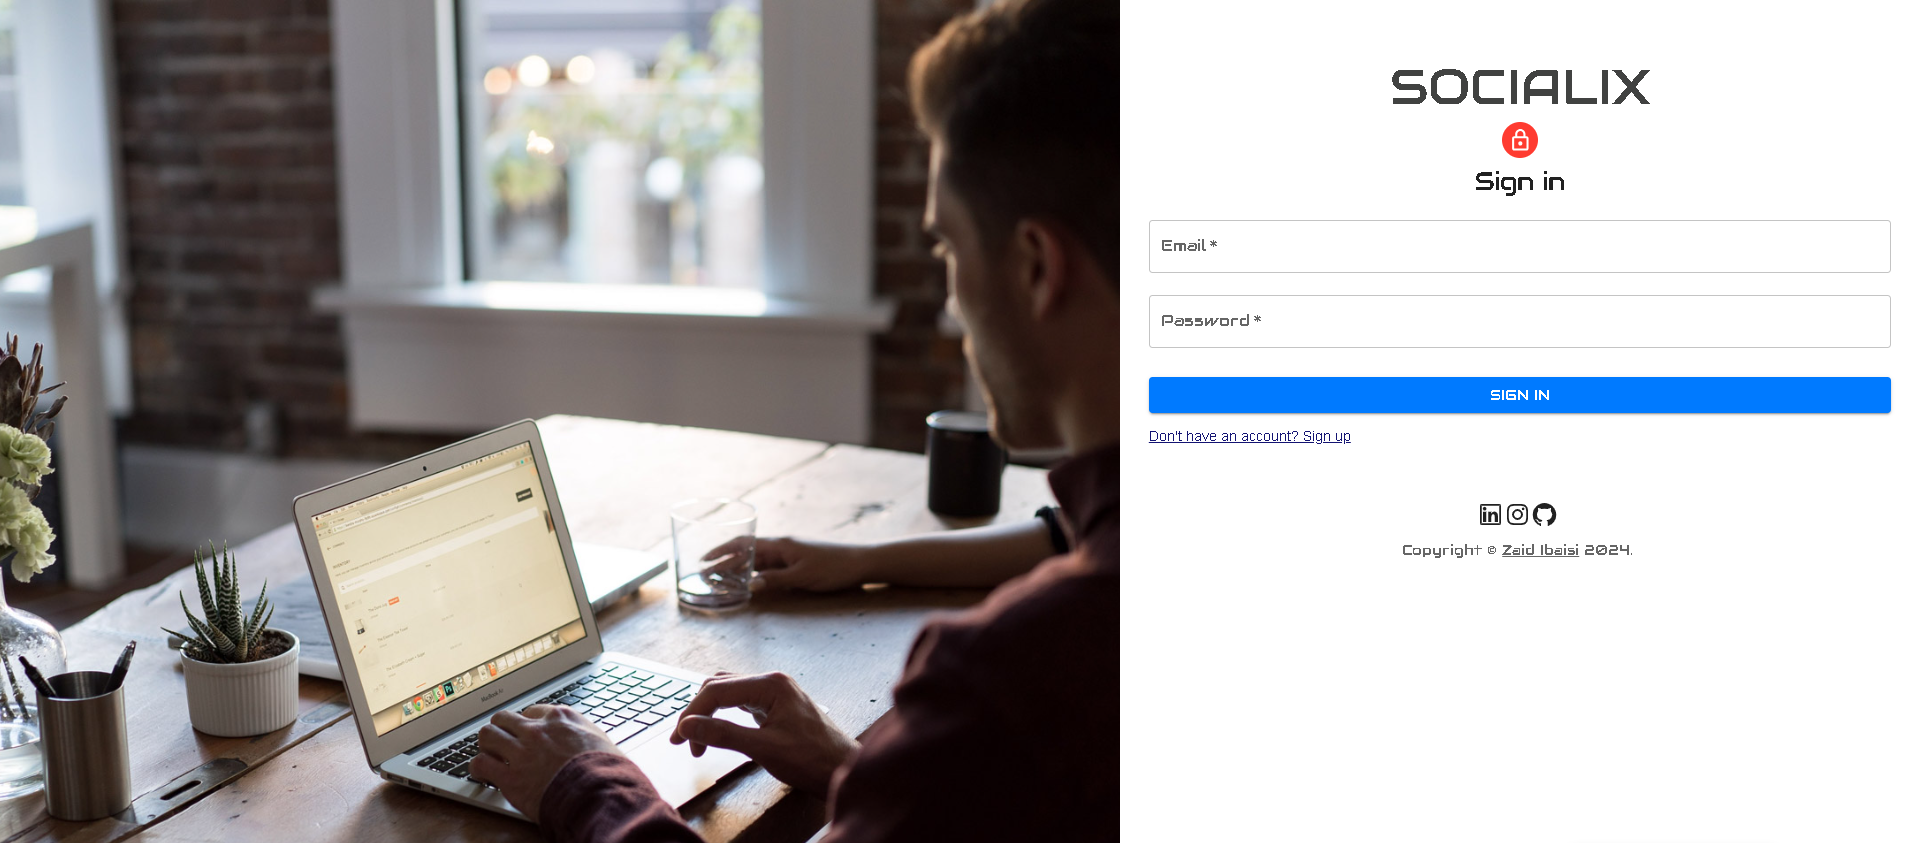 SOCIALIX
Sign in
Email *
Password *
SIGN IN
Don't have an account? Sign up
Copyright © Zaid Ibaisi 2024.